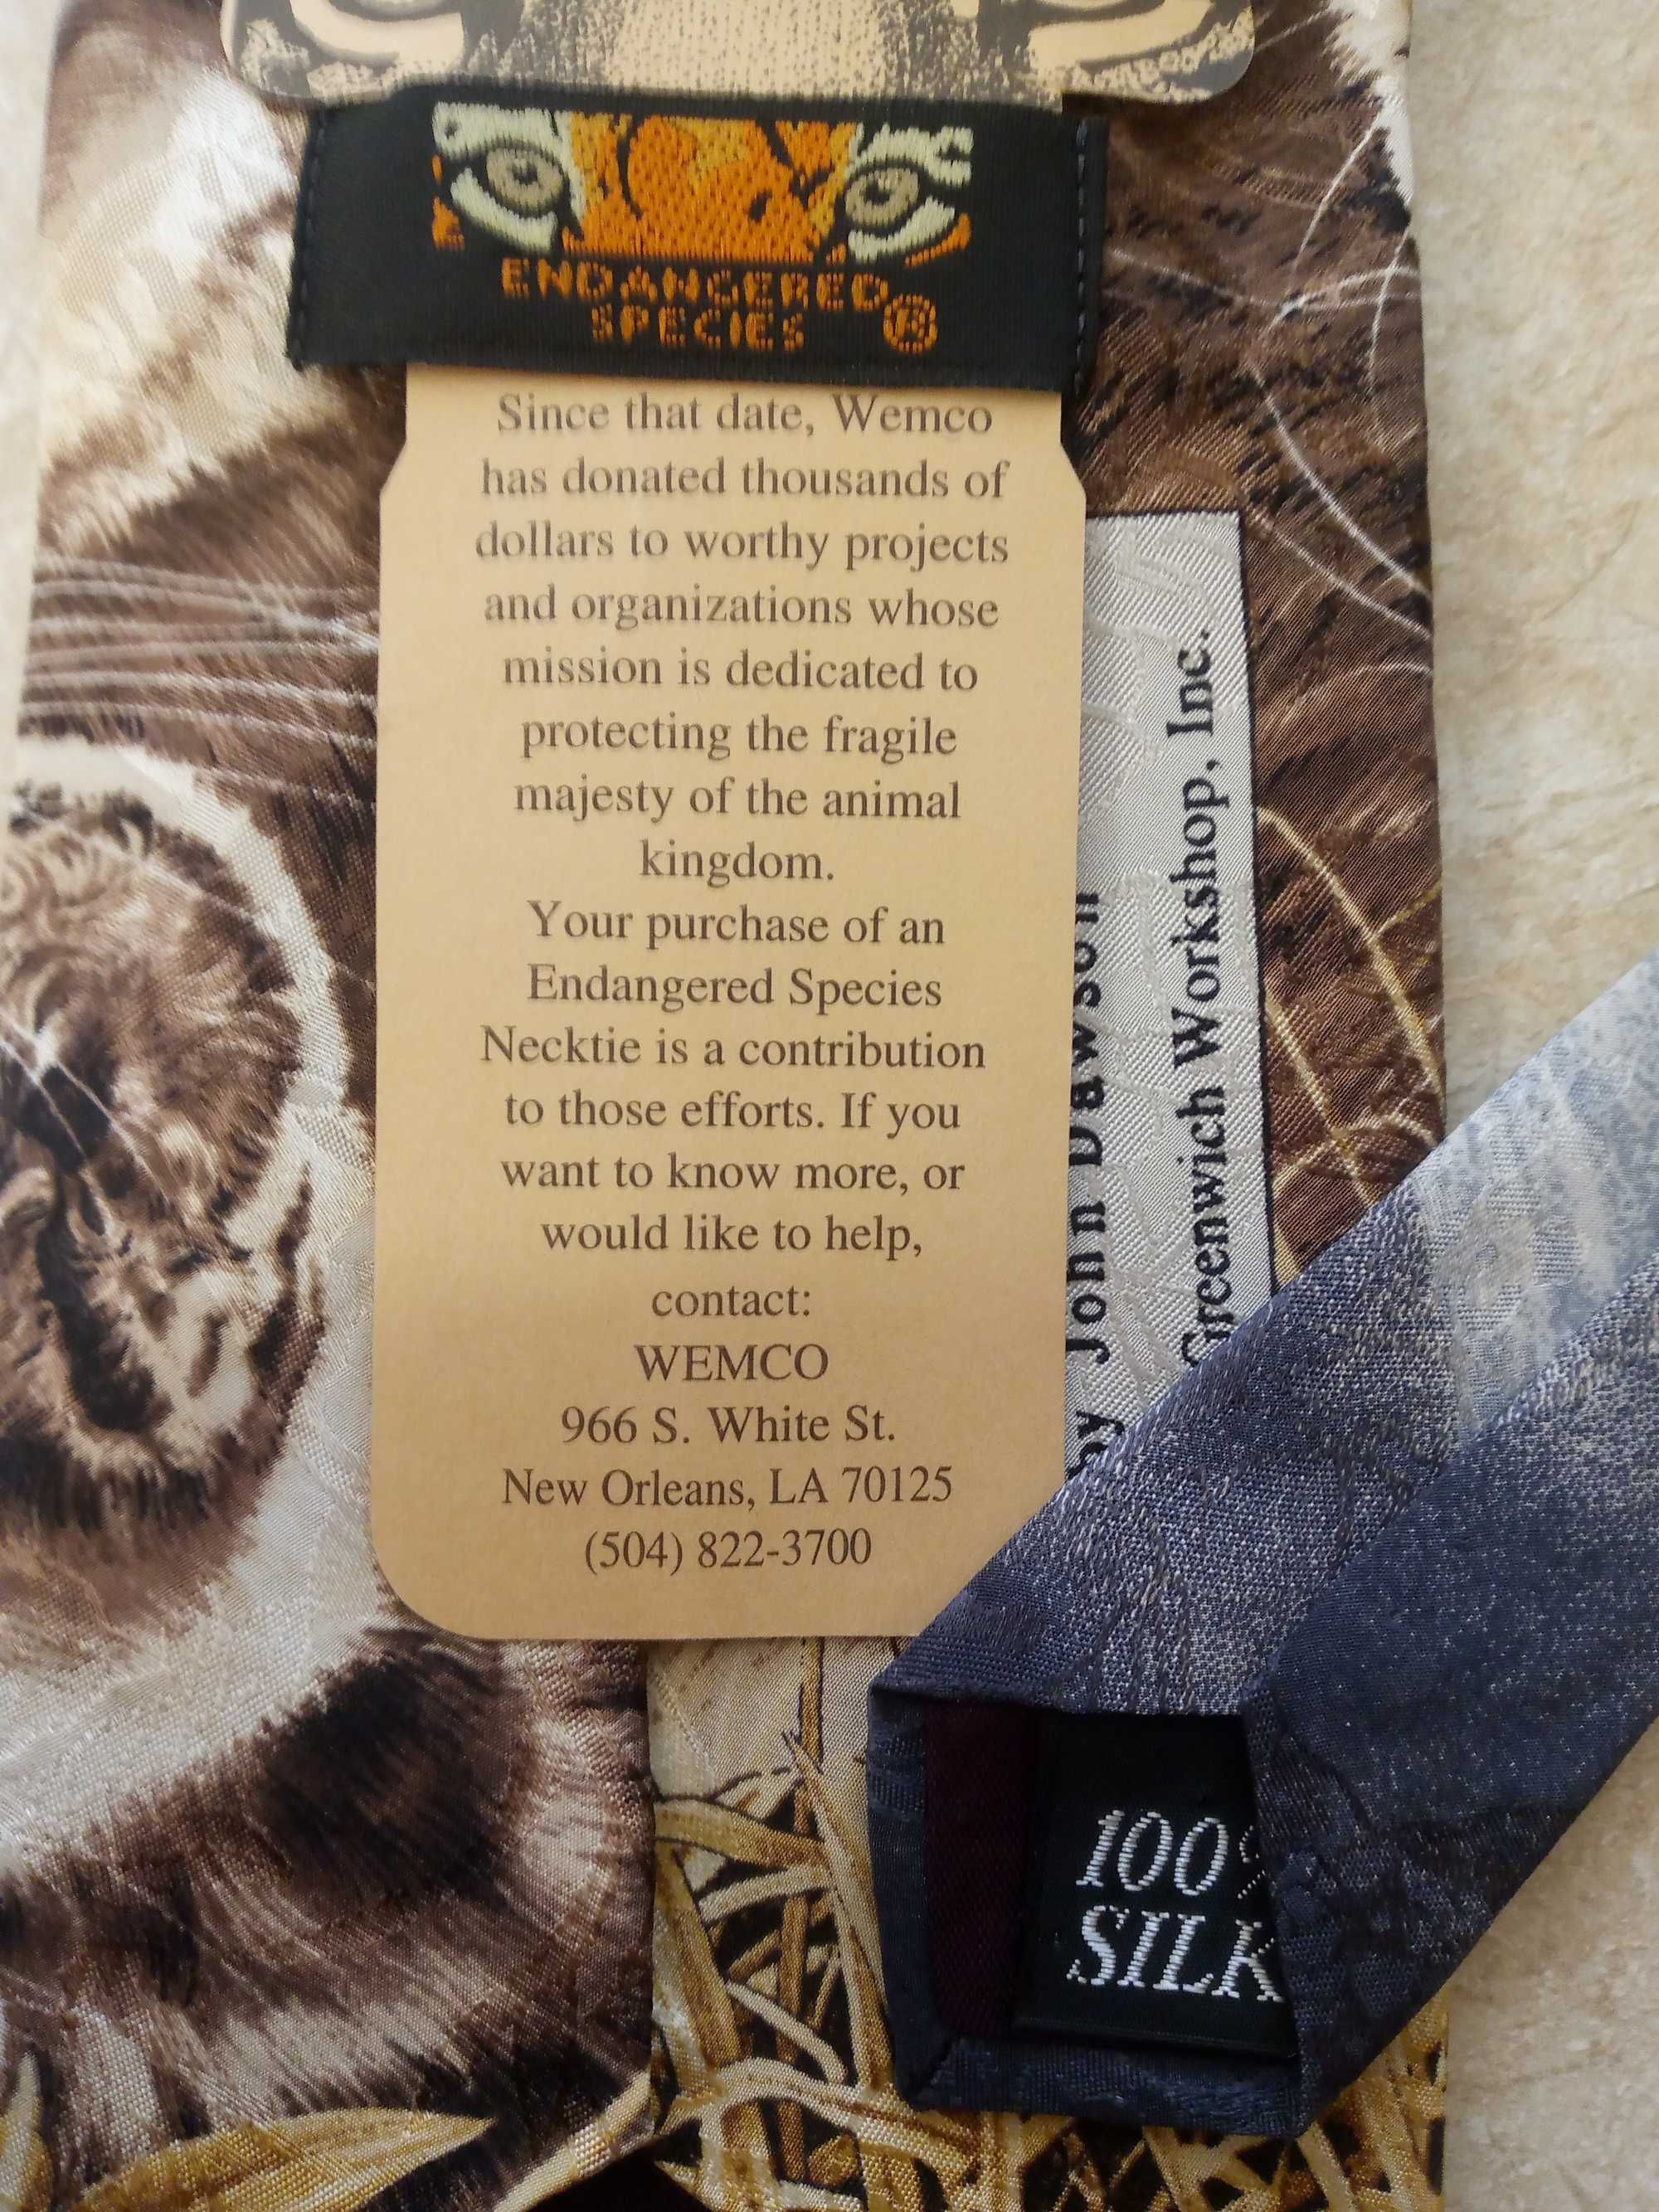 ENDANGERED
SPECIES ®
Since that date, Wemco
has donated thousands of
dollars to worthy projects
and organizations whose
mission is dedicated to
protecting the fragile
majesty of the animal
kingdom.
Your purchase of an
Endangered Species
Necktie is a contribution
to those efforts. If you
want to know more, or
would like to help,
contact:
WEMCO
966 S. White St.
New Orleans, LA 70125
(504) 822-3700
by John Dawson
Greenwich Workshop, Inc.
100%
SILK